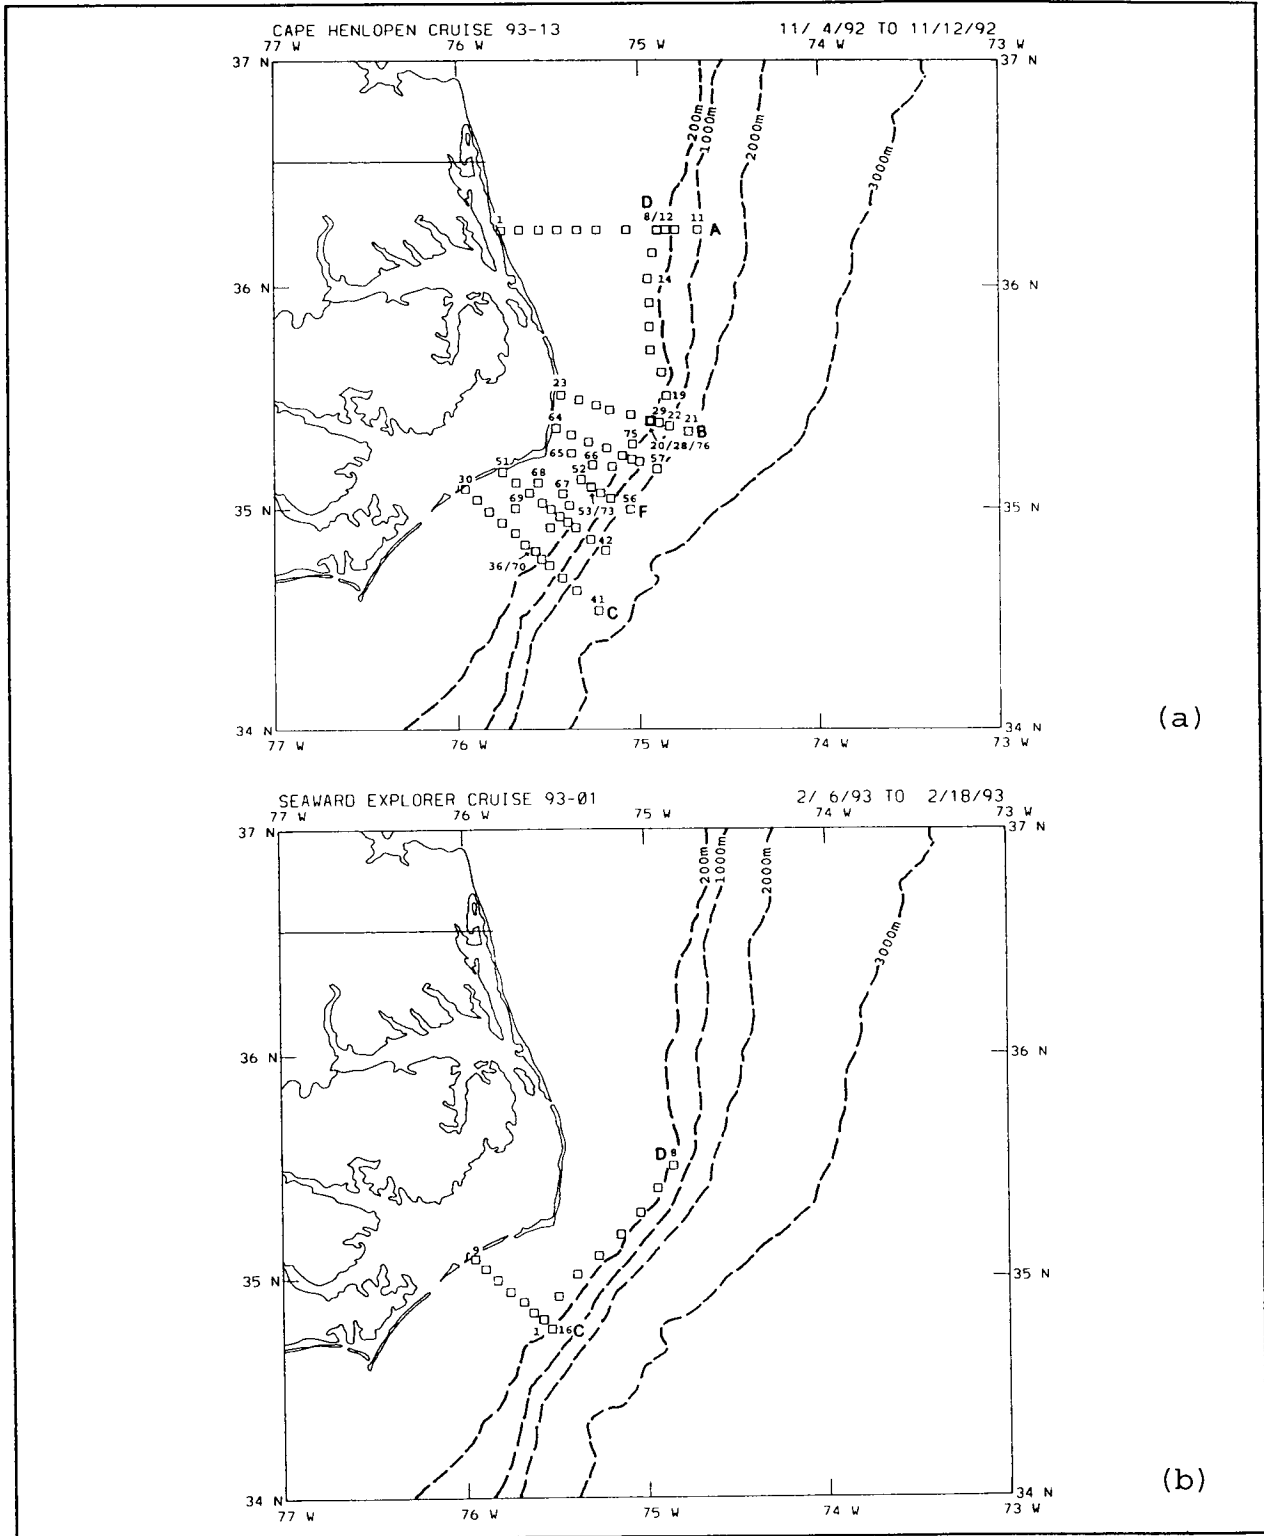 CAPE HENLOPEN CRUISE 93-13 11/ 4/92 TO 11/12/92
77 W 76 W 75 W 74 W 73 W
37 N 37 N
200m 1000m 2000m 3000m
D
1 8/12 11 A
14
36 N 36 N
23 19
64 29 22 21 B
75 20/28/76
65 66 57
51 52
30 68 67
69 53/73 56 F
35 N 35 N
42
36/70
41 C
34 N 34 N
77 W 76 W 75 W 74 W 73 W
(a)
SEAWARD EXPLORER CRUISE 93-01 2/ 6/93 TO 2/18/93
77 W 76 W 75 W 74 W 73 W
37 N 37 N
200m 1000m 2000m
3000m
36 N 36 N
D 8
9
35 N 35 N
1 16 C
34 N 34 N
77 W 76 W 75 W 74 W 73 W
(b)